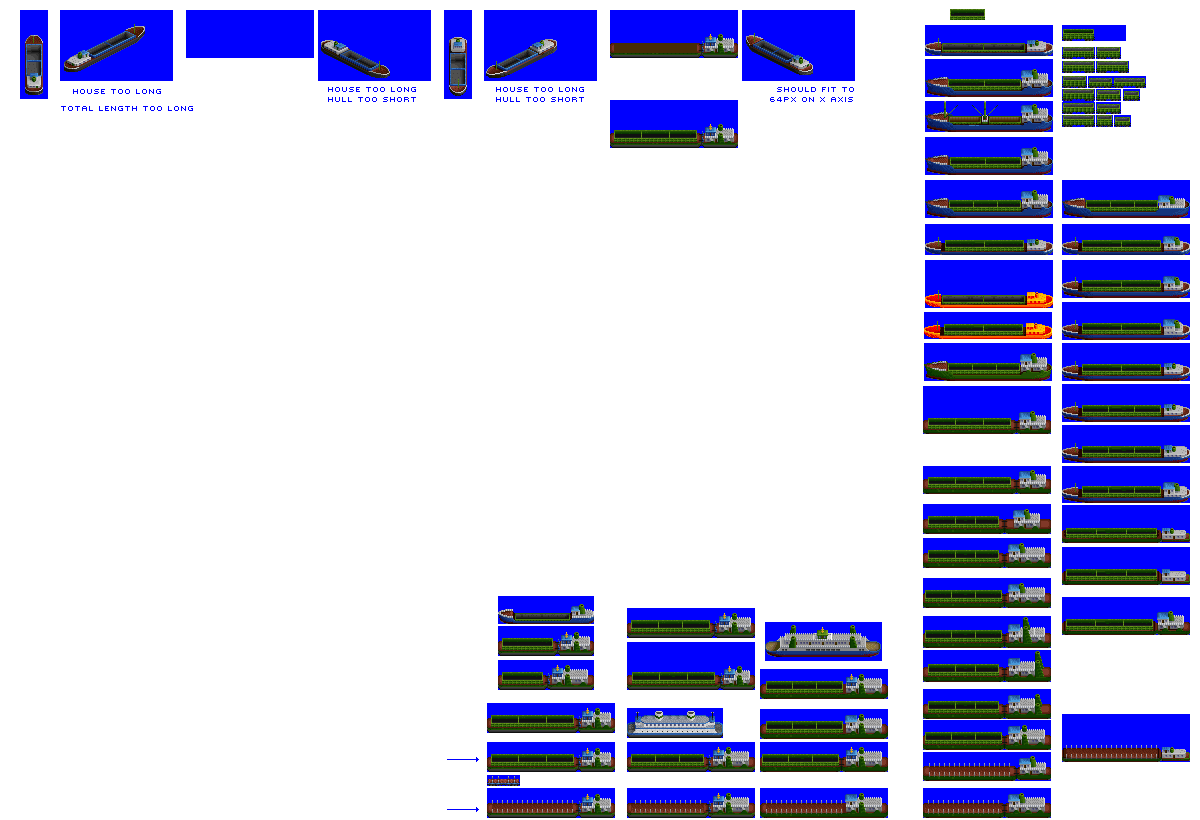 HOUSE TOO LONG
TOTAL LENGTH TOO LONG
HOUSE TOO LONG
HULL TOO SHORT
HOUSE TOO LONG
HULL TOO SHORT
SHOULD FIT TO
64PX ON X AXIS